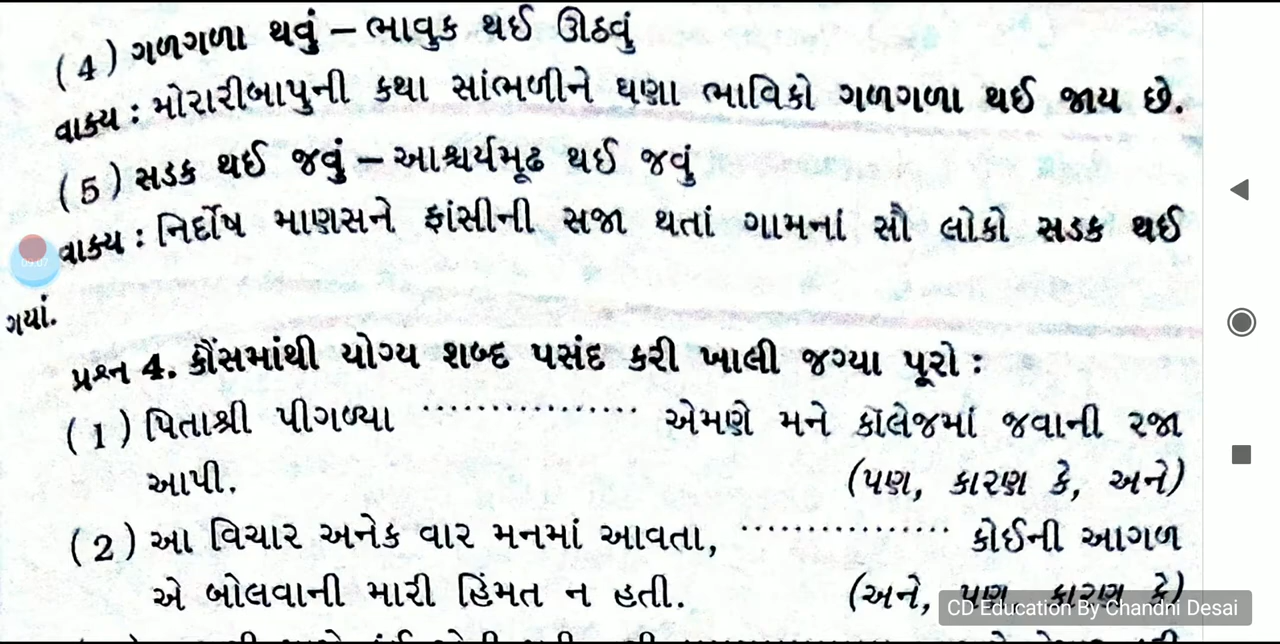 (4) ગળગળા થવું – ભાવુક થઈ ઊઠવું
વાક્ય : મોરારીબાપુની કથા સાંભળીને ઘણા ભાવિકો ગળગળા થઈ જાય છે.
(5) સડક થઈ જવું – આશ્ચર્યમૂઢ થઈ જવું
વાક્ય : નિર્દોષ માણસને ફાંસીની સજા થતાં ગામનાં સૌ લોકો સડક થઈ
ગયાં.
પ્રશ્ન 4. કૌંસમાંથી યોગ્ય શબ્દ પસંદ કરી ખાલી જગ્યા પૂરો :
(1) પિતાશ્રી પીગળ્યા ................ એમણે મને કૉલેજમાં જવાની રજા
આપી. (પણ, કારણ કે, અને)
(2) આ વિચાર અનેક વાર મનમાં આવતા, ................ કોઈની આગળ
એ બોલવાની મારી હિંમત ન હતી. (અને, પણ, કારણ કે)
CD Education By Chandni Desai